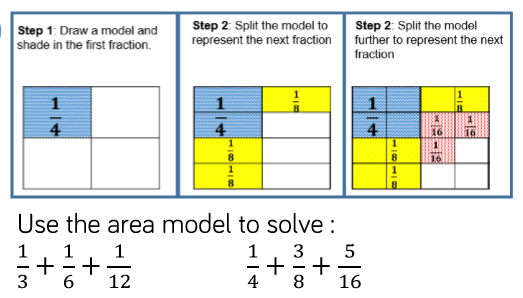 Step 1: Draw a model and
shade in the first fraction.
1/4
Step 2: Split the model to
represent the next fraction
1/4 1/8
1/8
1/8
Step 2: Split the model
further to represent the next
fraction
1/4 1/8
1/16 1/16
1/8 1/16
1/8
Use the area model to solve :
1/3 + 1/6 + 1/12
1/4 + 3/8 + 5/16